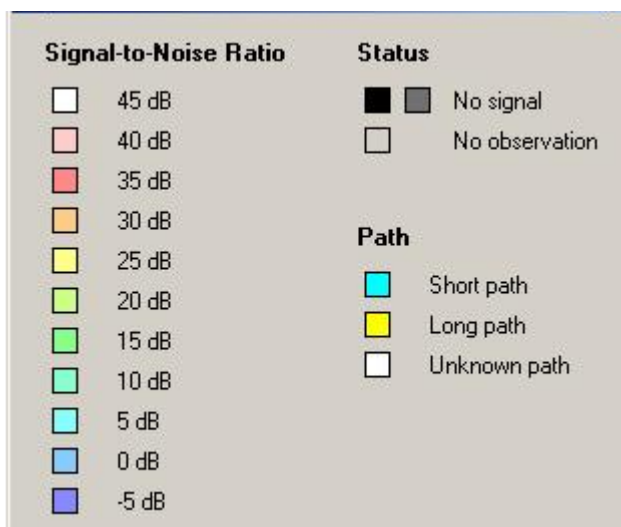 Signal-to-Noise Ratio
45 dB
40 dB
35 dB
30 dB
25 dB
20 dB
15 dB
10 dB
5 dB
0 dB
-5 dB
Status
No signal
No observation
Path
Short path
Long path
Unknown path